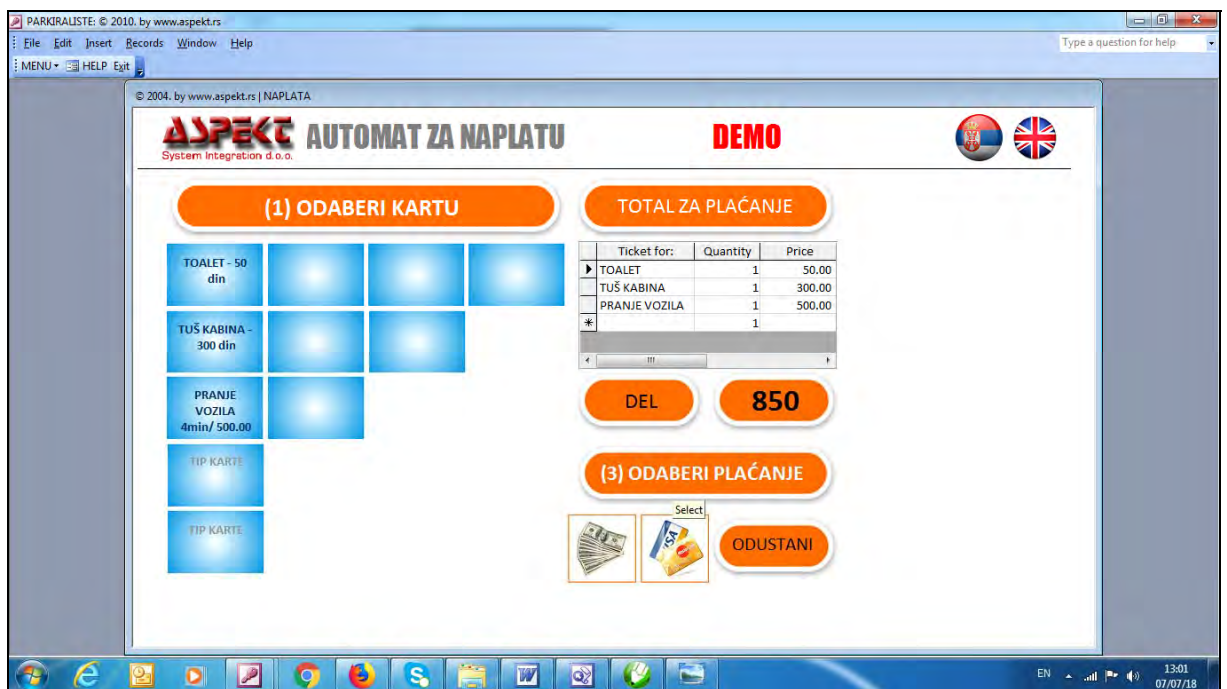 PARKIRALISTE: © 2010. by www.aspekt.rs
File Edit Insert Records Window Help
Type a question for help
MENU HELP Exit
© 2004. by www.aspekt.rs | NAPLATA
ASPEKT
System Integration d.o.o.
AUTOMAT ZA NAPLATU
DEMO
(1) ODABERI KARTU
TOALET - 50
din
TUŠ KABINA -
300 din
PRANJE
VOZILA
4min/ 500.00
TIP KARTE
TIP KARTE
TOTAL ZA PLAĆANJE
Ticket for: Quantity Price
TOALET 1 50.00
TUŠ KABINA 1 300.00
PRANJE VOZILA 1 500.00
1
DEL
850
(3) ODABERI PLAĆANJE
Select
VISA
ODUSTANI
EN
13:01
07/07/18